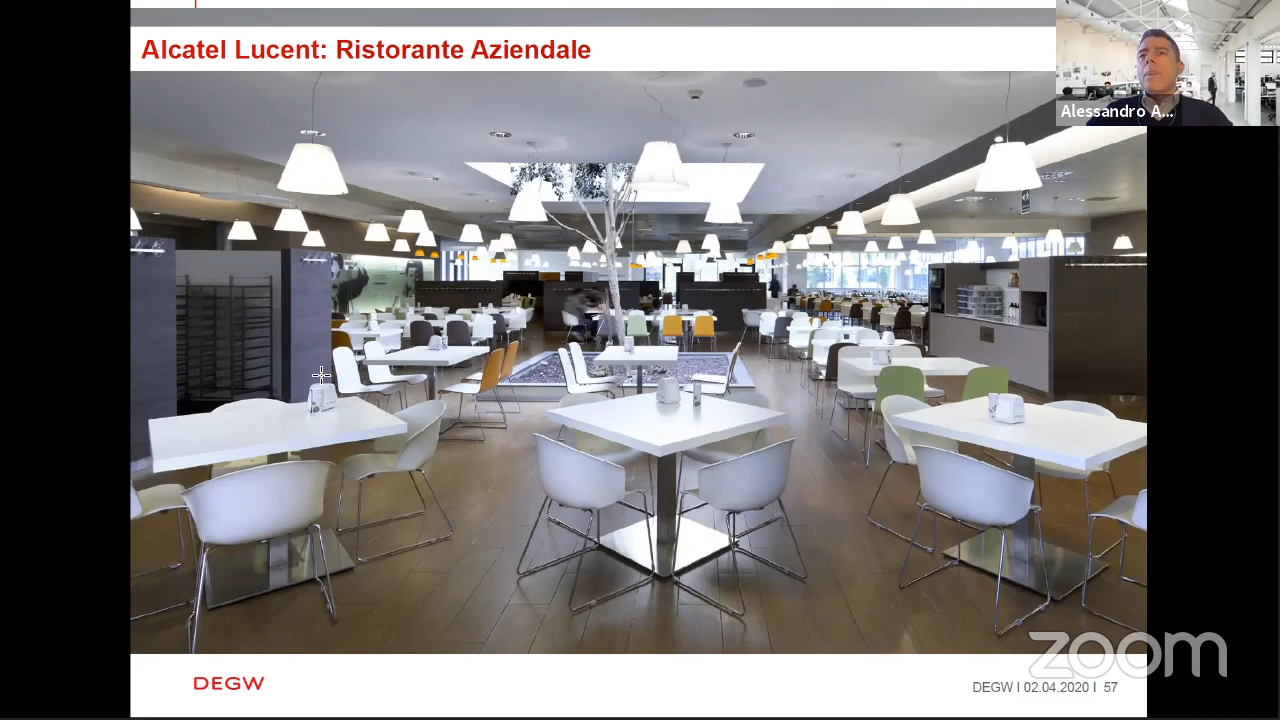 Alcatel Lucent: Ristorante Aziendale
Alessandro A...
zoom
DEGW
DEGW I 02.04.2020 I 57